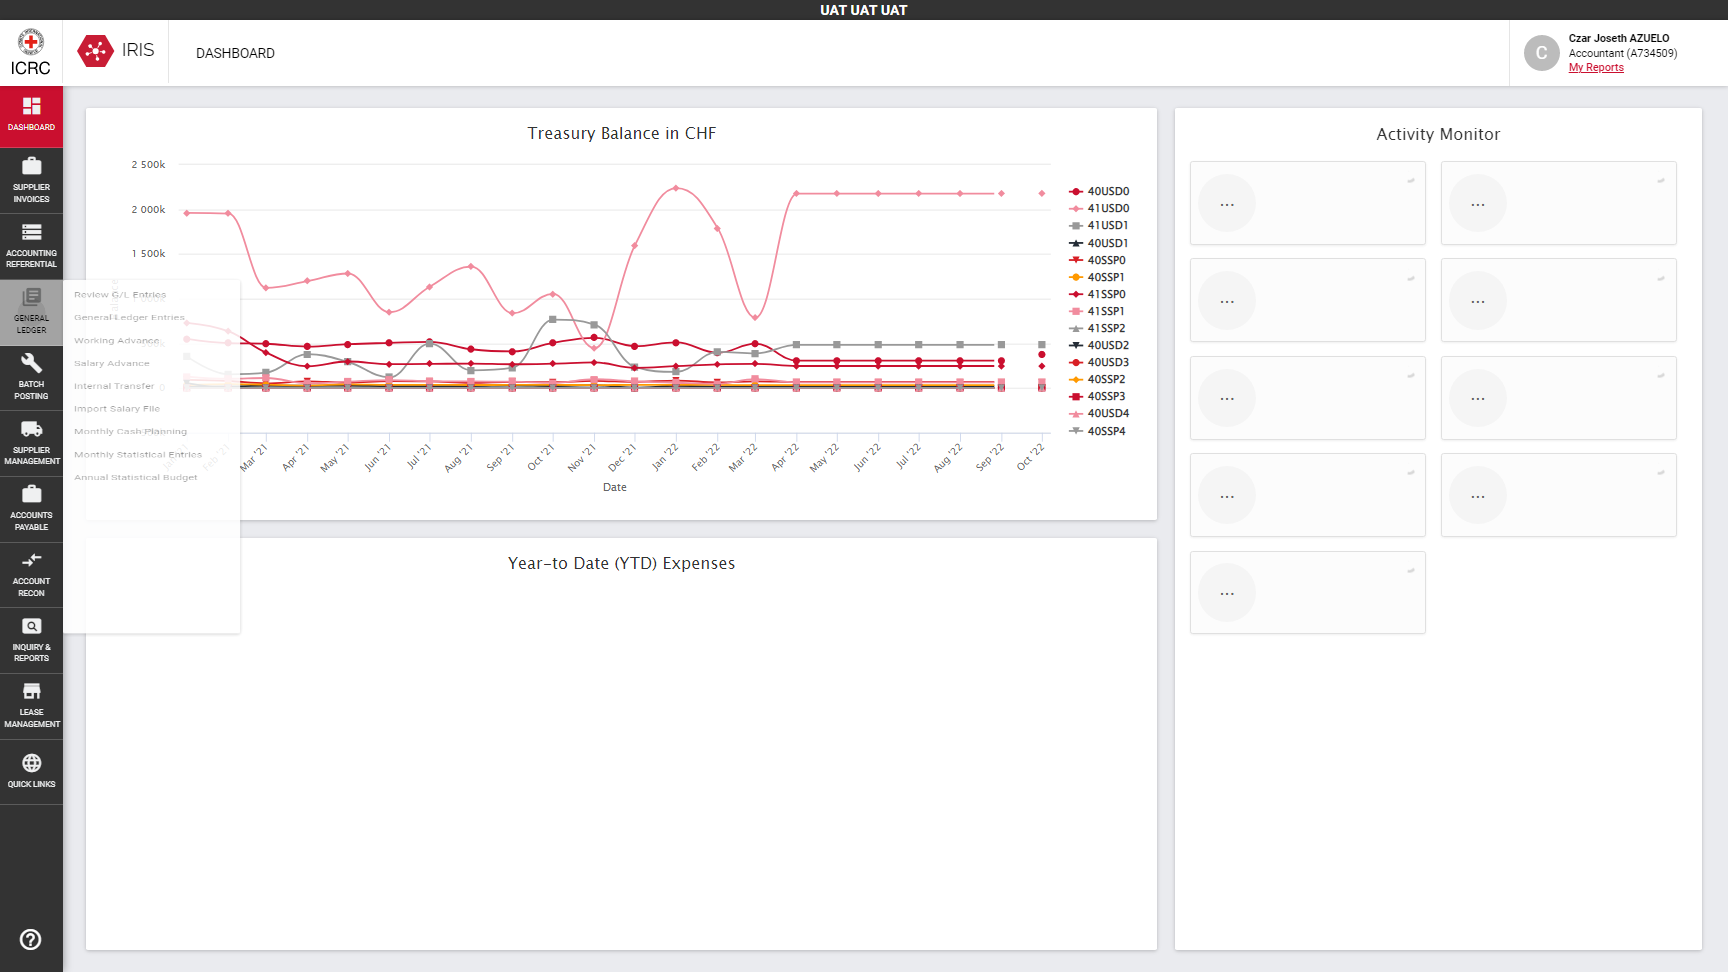 UAT UAT UAT
ICRC
IRIS
DASHBOARD
Czar Joseth AZUELO
Accountant (A734509)
My Reports
DASHBOARD
SUPPLIER
INVOICES
ACCOUNTING
REFERENTIAL
GENERAL
LEDGER
BATCH
POSTING
SUPPLIER
MANAGEMENT
ACCOUNTS
PAYABLE
ACCOUNT
RECON
INQUIRY &
REPORTS
LEASE
MANAGEMENT
QUICK LINKS
Review G/L Entries
General Ledger Entries
Working Advance
Salary Advance
Internal Transfer
Import Salary File
Monthly Cash Planning
Monthly Statistical Entries
Annual Statistical Budget
Treasury Balance in CHF
2 500k
2 000k
1 500k
0
Feb '21
Mar '21
Apr '21
May '21
Jun '21
Jul '21
Aug '21
Sep '21
Oct '21
Nov '21
Dec '21
Jan '22
Feb '22
Mar '22
Apr '22
May '22
Jun '22
Jul '22
Aug '22
Sep '22
Oct '22
Date
40USD0
41USD0
41USD1
40USD1
40SSP0
40SSP1
41SSP0
41SSP1
41SSP2
40USD2
40USD3
40SSP2
40SSP3
40USD4
40SSP4
Year-to Date (YTD) Expenses
Activity Monitor
...
...
...
...
...
...
...
...
...